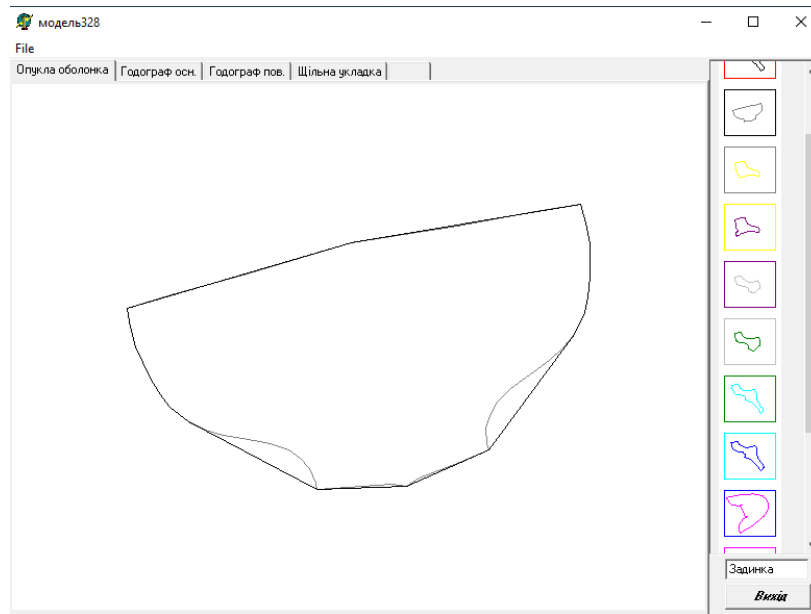 модель328
File
Опукла оболонка Годограф осн. Годограф пов. Щільна укладка
Задинка
Вихід